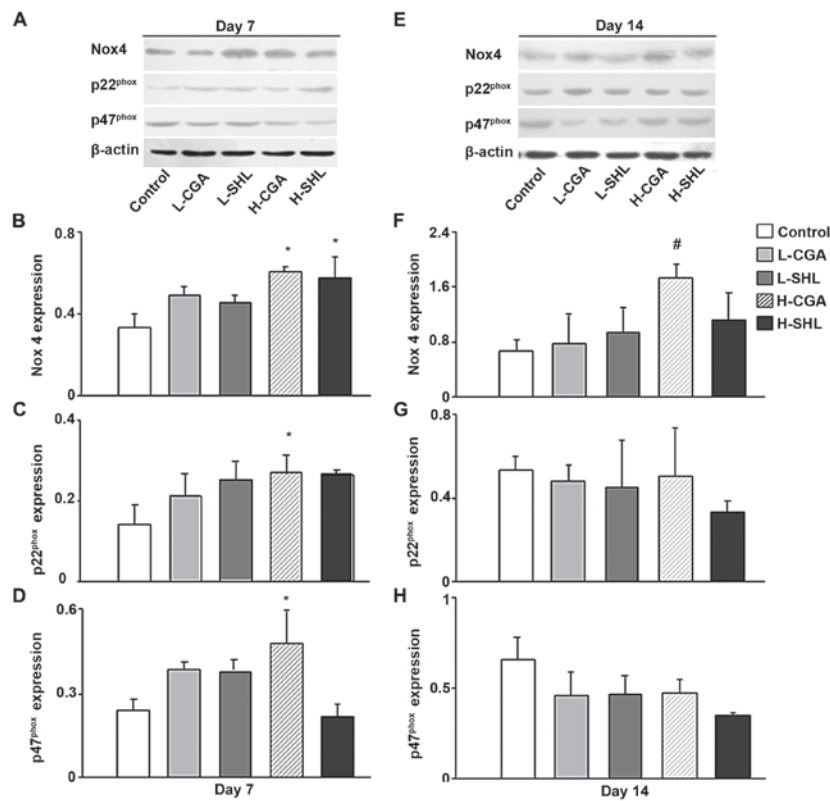 A
Day 7
Nox4
p22phox
p47phox
β-actin
Control
L-CGA
L-SHL
H-CGA
H-SHL
E
Day 14
Nox4
p22phox
p47phox
β-actin
Control
L-CGA
L-SHL
H-CGA
H-SHL
B
Nox 4 expression
0.8
0.4
0
*
*
F
Nox 4 expression
2.4
1.6
0.8
0
#
Control
L-CGA
L-SHL
H-CGA
H-SHL
C
p22phox expression
0.4
0.2
0
*
G
p22phox expression
0.8
0.4
0
D
p47phox expression
0.6
0.3
0
*
Day 7
H
p47phox expression
1
0.5
0
Day 14